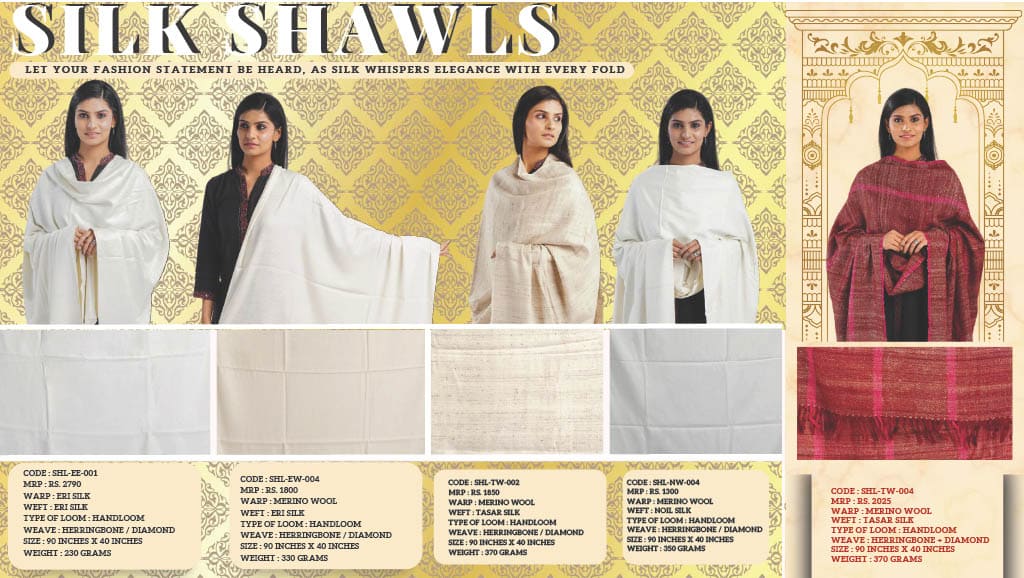 SILK SHAWLS
LET YOUR FASHION STATEMENT BE HEARD, AS SILK WHISPERS ELEGANCE WITH EVERY FOLD
CODE : SHL-EE-001
MRP : RS. 2790
WARP : ERI SILK
WEFT : ERI SILK
TYPE OF LOOM : HANDLOOM
WEAVE : HERRINGBONE / DIAMOND
SIZE : 90 INCHES X 40 INCHES
WEIGHT : 230 GRAMS
CODE : SHL-EW-004
MRP : RS. 1800
WARP : MERINO WOOL
WEFT : ERI SILK
TYPE OF LOOM : HANDLOOM
WEAVE : HERRINGBONE / DIAMOND
SIZE : 90 INCHES X 40 INCHES
WEIGHT : 330 GRAMS
CODE : SHL-TW-002
MRP : RS. 1850
WARP : MERINO WOOL
WEFT : TASAR SILK
TYPE OF LOOM : HANDLOOM
WEAVE : HERRINGBONE / DIAMOND
SIZE : 90 INCHES X 40 INCHES
WEIGHT : 370 GRAMS
CODE : SHL-NW-004
MRP : RS. 1300
WARP : MERINO WOOL
WEFT : NOIL SILK
TYPE OF LOOM : HANDLOOM
WEAVE : HERRINGBONE / DIAMOND
SIZE : 90 INCHES X 40 INCHES
WEIGHT : 350 GRAMS
CODE : SHL-TW-004
MRP : RS. 2025
WARP : MERINO WOOL
WEFT : TASAR SILK
TYPE OF LOOM : HANDLOOM
WEAVE : HERRINGBONE + DIAMOND
SIZE : 90 INCHES X 40 INCHES
WEIGHT : 370 GRAMS